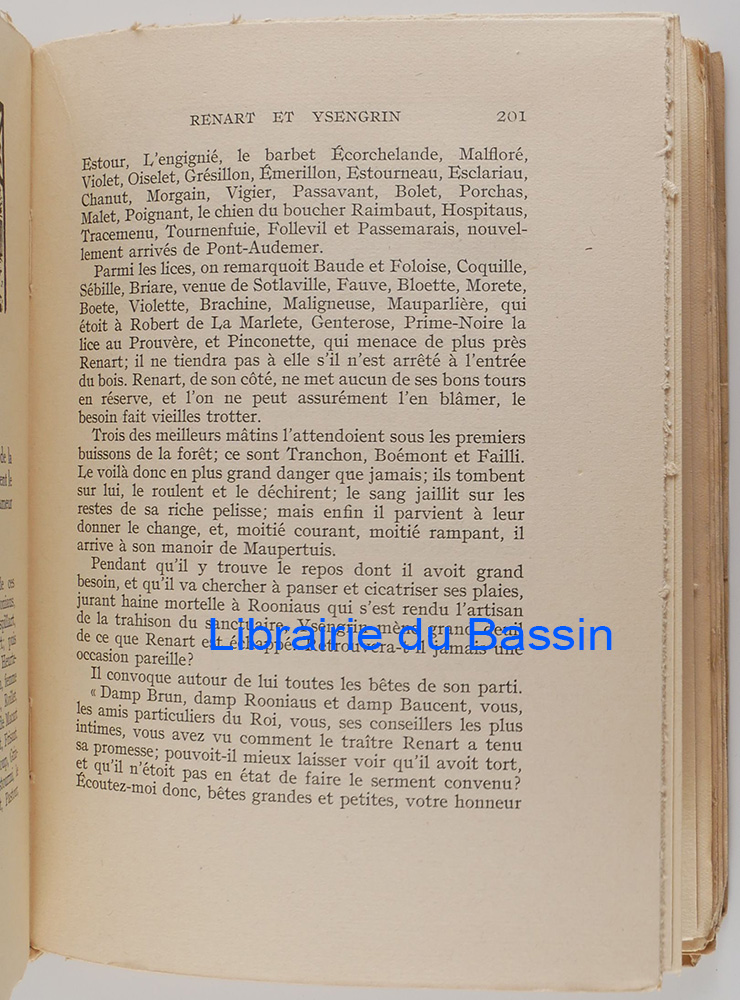 RENART ET YSENGRIN 201
Estour, L'engignié, le barbet Écorchelande, Malfloré,
Violet, Oiselet, Grésillon, Émerillon, Estourneau, Esclariau,
Chanut, Morgain, Vigier, Passavant, Bolet, Porchas,
Malet, Poignant, le chien du boucher Raimbaut, Hospitaus,
Tracemenu, Tournenfuie, Follevil et Passemarais, nouvel-
lement arrivés de Pont-Audemer.
Parmi les lices, on remarquoit Baude et Foloise, Coquille,
Sébille, Briare, venue de Sotlaville, Fauve, Bloette, Morete,
Boete, Violette, Brachine, Maligneuse, Mauparlière, qui
étoit à Robert de La Marlete, Genterose, Prime-Noire la
lice au Prouvère, et Pinconette, qui menace de plus près
Renart; il ne tiendra pas à elle s'il n'est arrêté à l'entrée
du bois. Renart, de son côté, ne met aucun de ses bons tours
en réserve, et l'on ne peut assurément l'en blâmer, le
besoin fait vieilles trotter.
Trois des meilleurs mâtins l'attendoient sous les premiers
buissons de la forêt; ce sont Tranchon, Boémont et Failli.
Le voilà donc en plus grand danger que jamais; ils tombent
sur lui, le roulent et le déchirent; le sang jaillit sur les
restes de sa riche pelisse; mais enfin il parvient à leur
donner le change, et, moitié courant, moitié rampant, il
arrive à son manoir de Maupertuis.
Pendant qu'il y trouve le repos dont il avoit grand
besoin, et qu'il va chercher à panser et cicatriser ses plaies,
jurant haine mortelle à Rooniaus qui s'est rendu l'artisan
de la trahison du sanctuaire, Ysengrin mène grand deuil
de ce que Renart est échappé. Retrouvera-t-il jamais une
occasion pareille?
Il convoque autour de lui toutes les bêtes de son parti.
« Damp Brun, damp Rooniaus et damp Baucent, vous,
les amis particuliers du Roi, vous, ses conseillers les plus
intimes, vous avez vu comment le traître Renart a tenu
sa promesse; pouvoit-il mieux laisser voir qu'il avoit tort,
et qu'il n'étoit pas en état de faire le serment convenu?
Écoutez-moi donc, bêtes grandes et petites, votre honneur
Librairie du Bassin